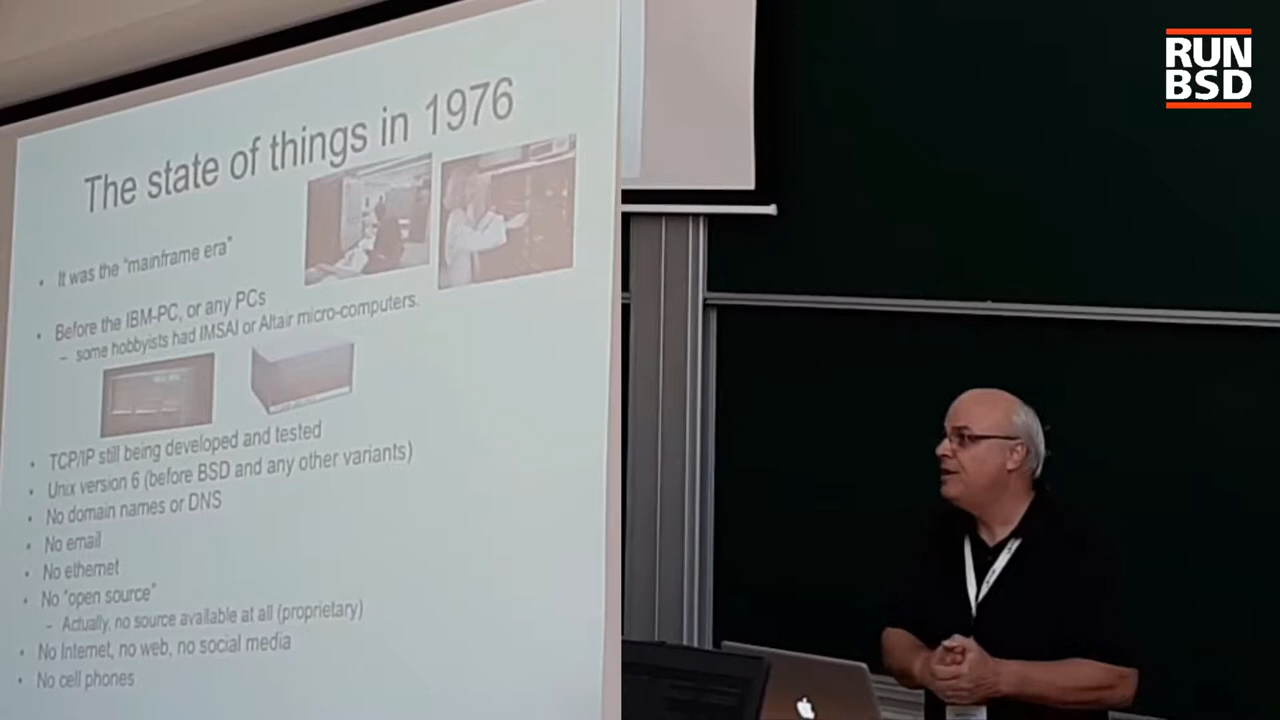 RUN
BSD
The state of things in 1976
• It was the "mainframe era"
• Before the IBM-PC, or any PCs
– some hobbyists had IMSAI or Altair micro-computers.
• TCP/IP still being developed and tested
• Unix version 6 (before BSD and any other variants)
• No domain names or DNS
• No email
• No ethernet
• No "open source"
– Actually, no source available at all (proprietary)
• No Internet, no web, no social media
• No cell phones